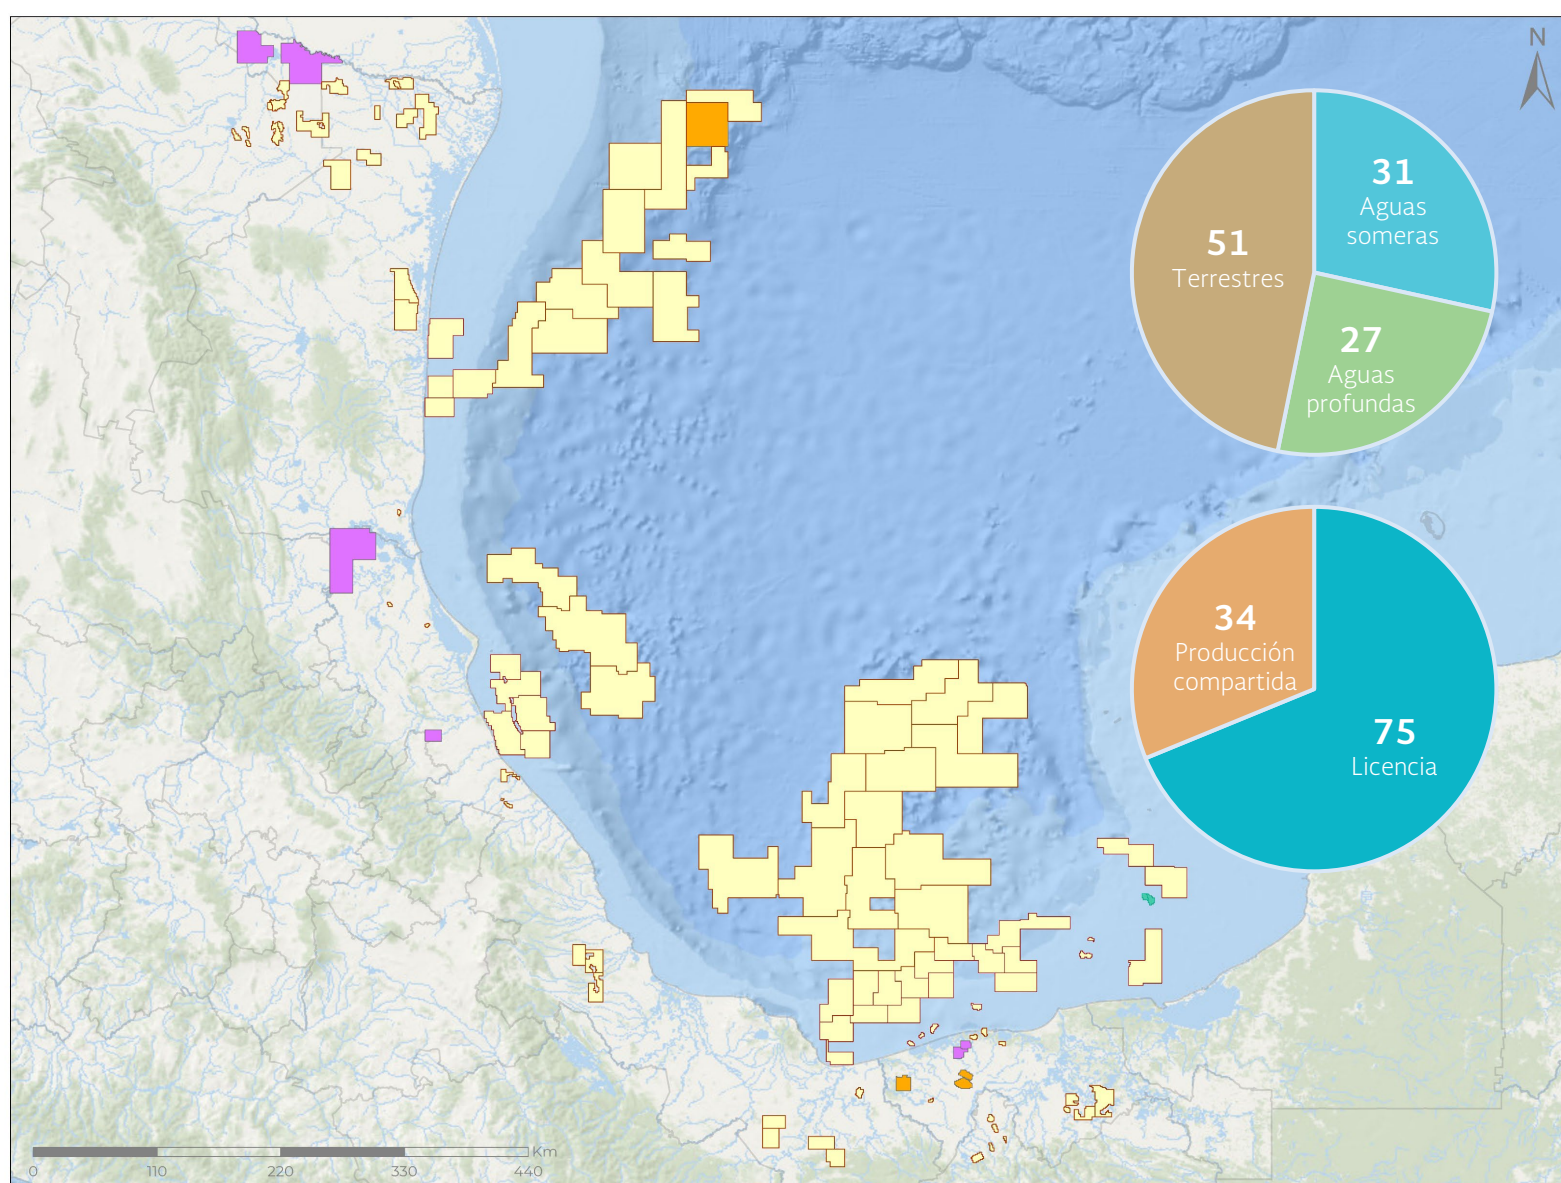 N
31
Aguas
someras
51
Terrestres
27
Aguas
profundas
34
Producción
compartida
75
Licencia
Km
0 110 220 330 440